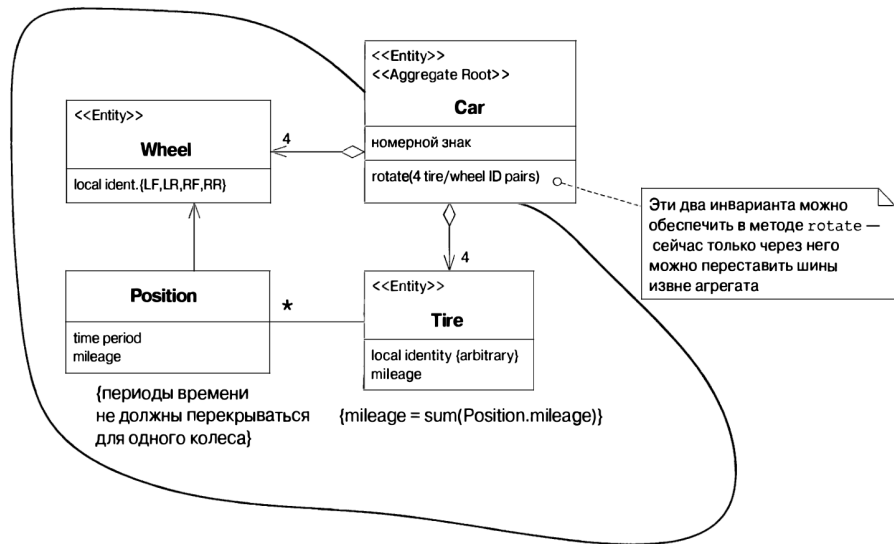 <<Entity>>
<<Aggregate Root>>
Car
номерной знак
rotate(4 tire/wheel ID pairs)
<<Entity>>
Wheel
local ident.{LF,LR,RF,RR}
4
4
Эти два инварианта можно
обеспечить в методе rotate —
сейчас только через него
можно переставить шины
извне агрегата
Position
time period
mileage
*
<<Entity>>
Tire
local identity {arbitrary}
mileage
{периоды времени
не должны перекрываться
для одного колеса}
{mileage = sum(Position.mileage)}